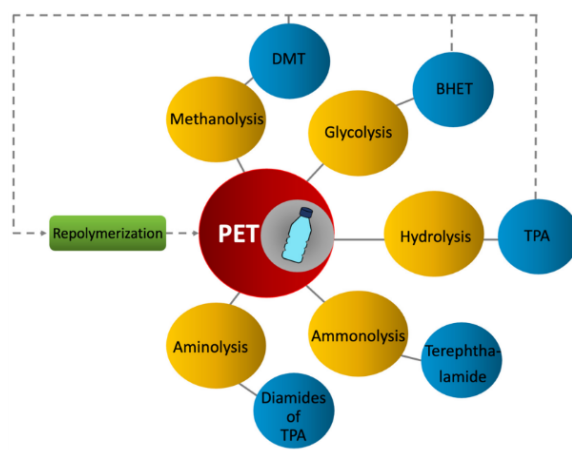 DMT
BHET
Methanolysis
Glycolysis
Repolymerization
PET
Hydrolysis
TPA
Ammonolysis
Aminolysis
Terephtha-
lamide
Diamides
of
TPA